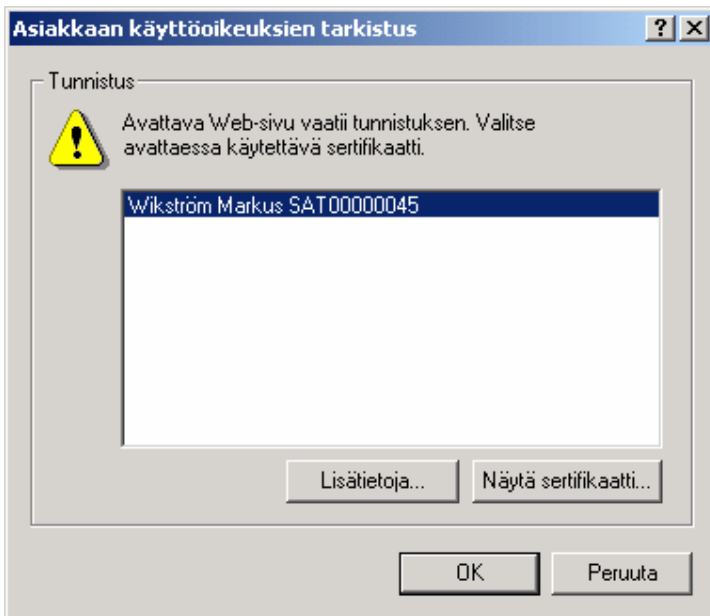 Asiakkaan käyttöoikeuksien tarkistus
Tunnistus
Avattava Web-sivu vaatii tunnistuksen. Valitse
avattaessa käytettävä sertifikaatti.
Wikström Markus SAT00000045
Lisätietoja... Näytä sertifikaatti...
OK Peruuta